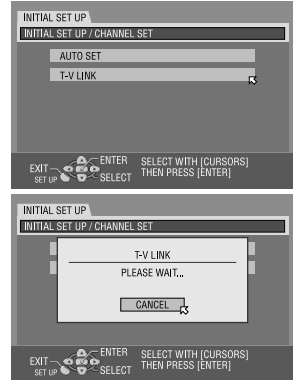 INITIAL SET UP
INITIAL SET UP / CHANNEL SET
AUTO SET
T-V LINK
EXIT
SET UP
ENTER
SELECT
SELECT WITH [CURSORS]
THEN PRESS [ENTER]
INITIAL SET UP
INITIAL SET UP / CHANNEL SET
T-V LINK
PLEASE WAIT...
CANCEL
EXIT
SET UP
ENTER
SELECT
SELECT WITH [CURSORS]
THEN PRESS [ENTER]